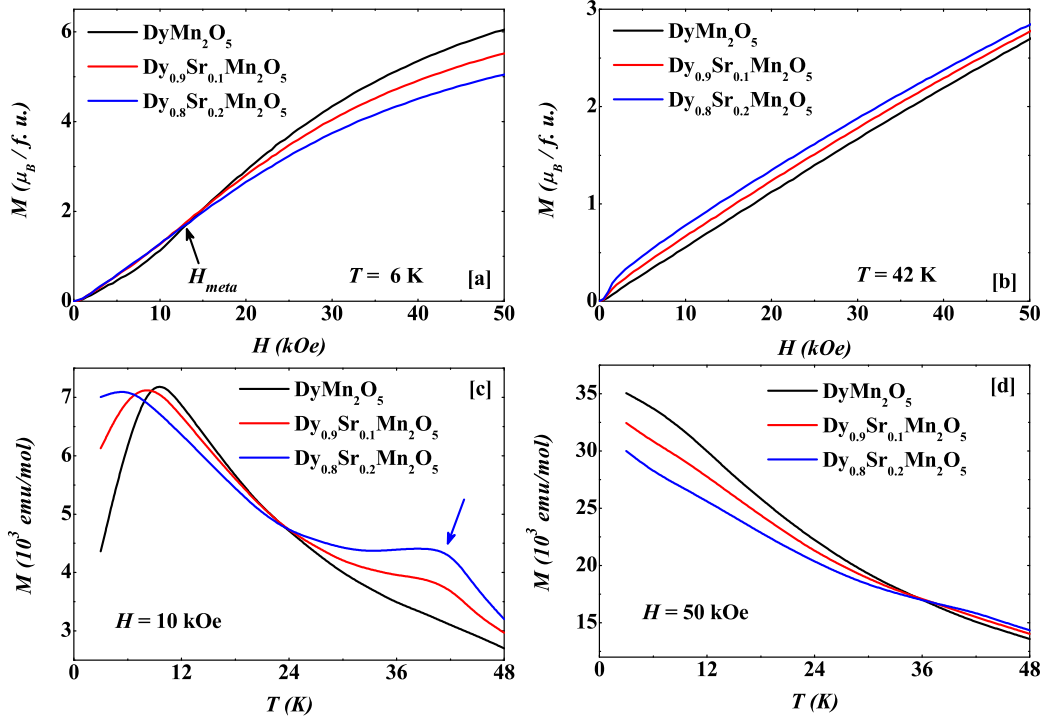 6
4
2
0
M (μB / f. u.)
DyMn2O5
Dy0.9Sr0.1Mn2O5
Dy0.8Sr0.2Mn2O5
Hmeta
T = 6 K
[a]
0 10 20 30 40 50
H (kOe)
3
2
1
0
M (μB / f. u.)
DyMn2O5
Dy0.9Sr0.1Mn2O5
Dy0.8Sr0.2Mn2O5
T = 42 K
[b]
0 10 20 30 40 50
H (kOe)
7
6
5
4
3
M (103 emu/mol)
[c]
DyMn2O5
Dy0.9Sr0.1Mn2O5
Dy0.8Sr0.2Mn2O5
H = 10 kOe
0 12 24 36 48
T (K)
35
30
25
20
15
M (103 emu/mol)
[d]
DyMn2O5
Dy0.9Sr0.1Mn2O5
Dy0.8Sr0.2Mn2O5
H = 50 kOe
0 12 24 36 48
T (K)